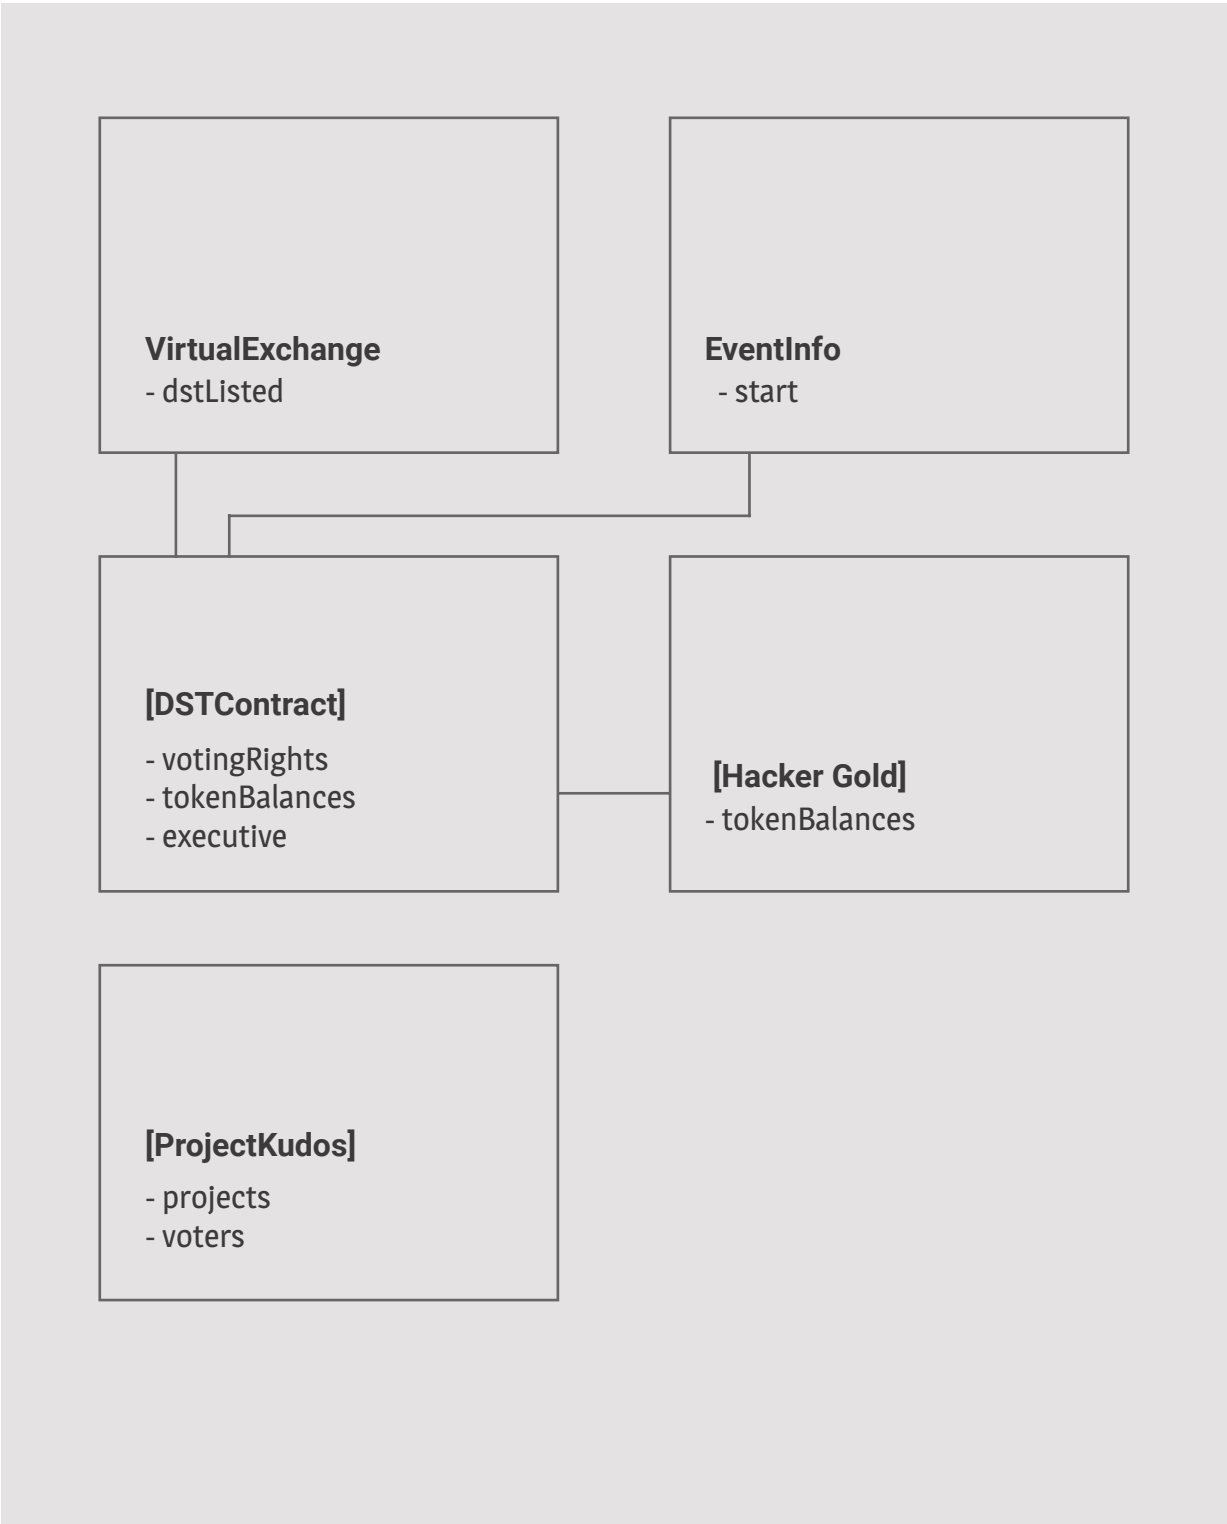 VirtualExchange
- dstListed
EventInfo
- start
[DSTContract]
- votingRights
- tokenBalances
- executive
[Hacker Gold]
- tokenBalances
[ProjectKudos]
- projects
- voters